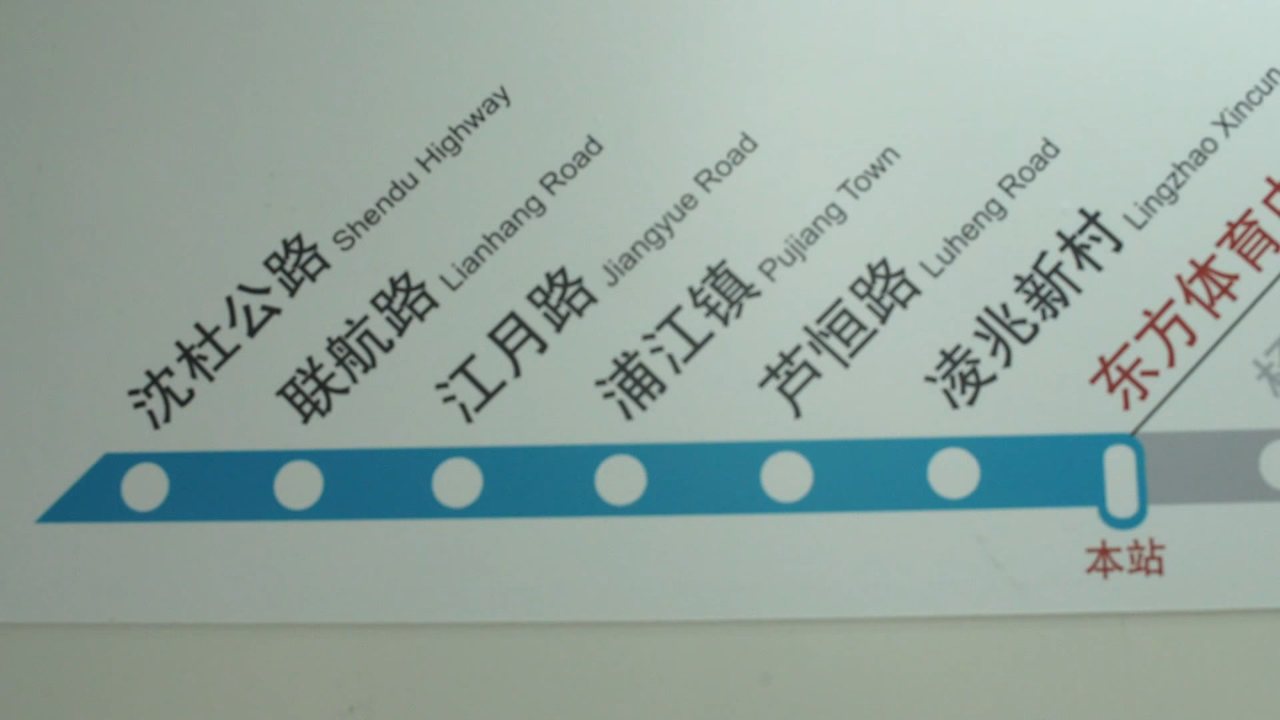 沈杜公路 Shendu Highway
联航路 Lianhang Road
江月路 Jiangyue Road
浦江镇 Pujiang Town
芦恒路 Luheng Road
凌兆新村 Lingzhao Xincun
东方体育
本站